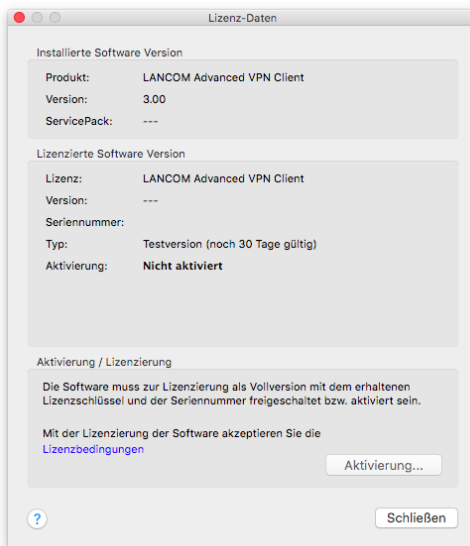 Lizenz-Daten
Installierte Software Version
Produkt: LANCOM Advanced VPN Client
Version: 3.00
ServicePack: ---
Lizenzierte Software Version
Lizenz: LANCOM Advanced VPN Client
Version: ---
Seriennummer:
Typ: Testversion (noch 30 Tage gültig)
Aktivierung: Nicht aktiviert
Aktivierung / Lizenzierung
Die Software muss zur Lizenzierung als Vollversion mit dem erhaltenen
Lizenzschlüssel und der Seriennummer freigeschaltet bzw. aktiviert sein.
Mit der Lizenzierung der Software akzeptieren Sie die
Lizenzbedingungen
Aktivierung...
?
Schließen